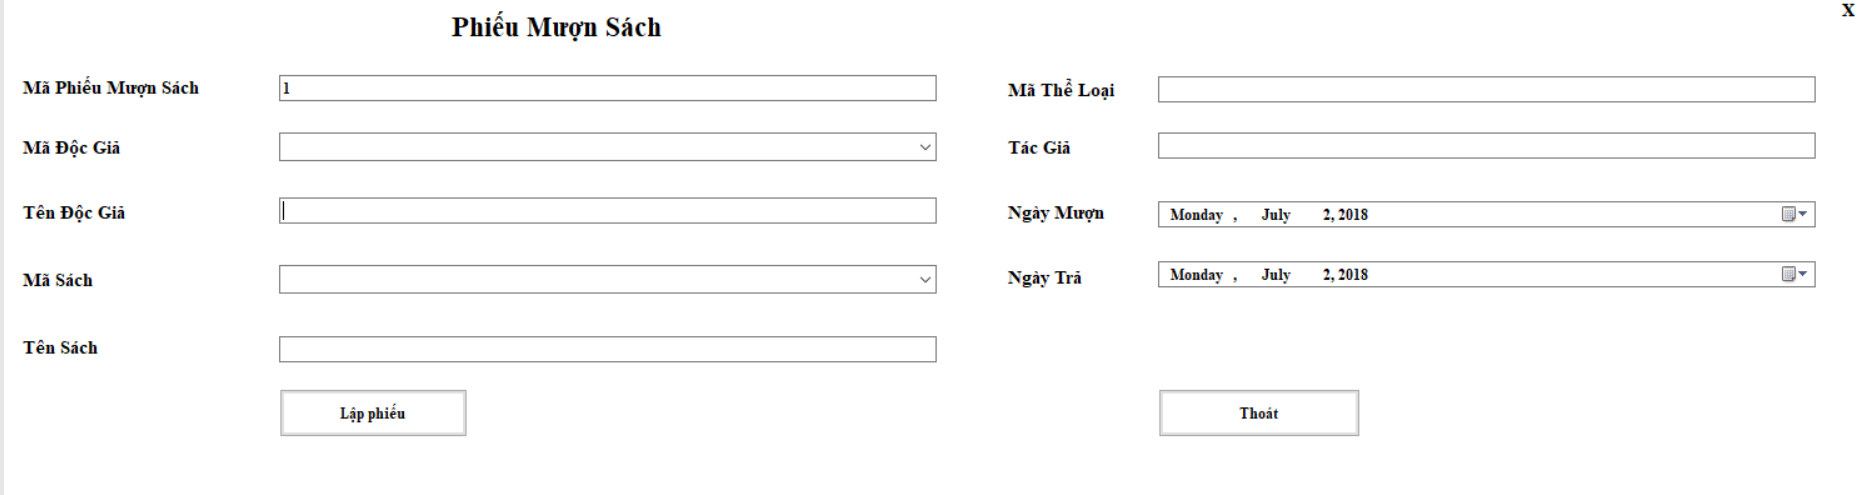 X
Phiếu Mượn Sách
Mã Phiếu Mượn Sách 1
Mã Thể Loại
Mã Độc Giả
Tác Giả
Tên Độc Giả
Ngày Mượn Monday , July 2, 2018
Mã Sách
Ngày Trả Monday , July 2, 2018
Tên Sách
Lập phiếu
Thoát